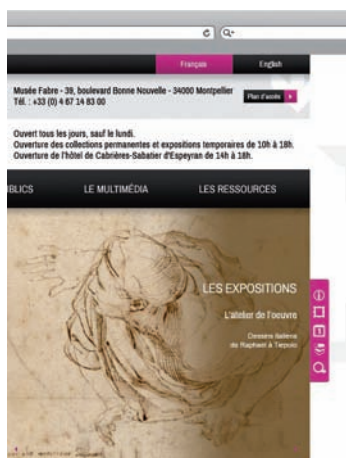 Français English
Musée Fabre - 39, boulevard Bonne Nouvelle - 34000 Montpellier
Tél. : +33 (0) 4 67 14 83 00
Plan d'accès
Ouvert tous les jours, sauf le lundi.
Ouverture des collections permanentes et expositions temporaires de 10h à 18h.
Ouverture de l'hôtel de Cabrières-Sabatier d'Espeyran de 14h à 18h.
BLICS LE MULTIMÉDIA LES RESSOURCES
LES EXPOSITIONS
L'atelier de l'oeuvre
Dessins italiens
de Raphaël à Tiepolo